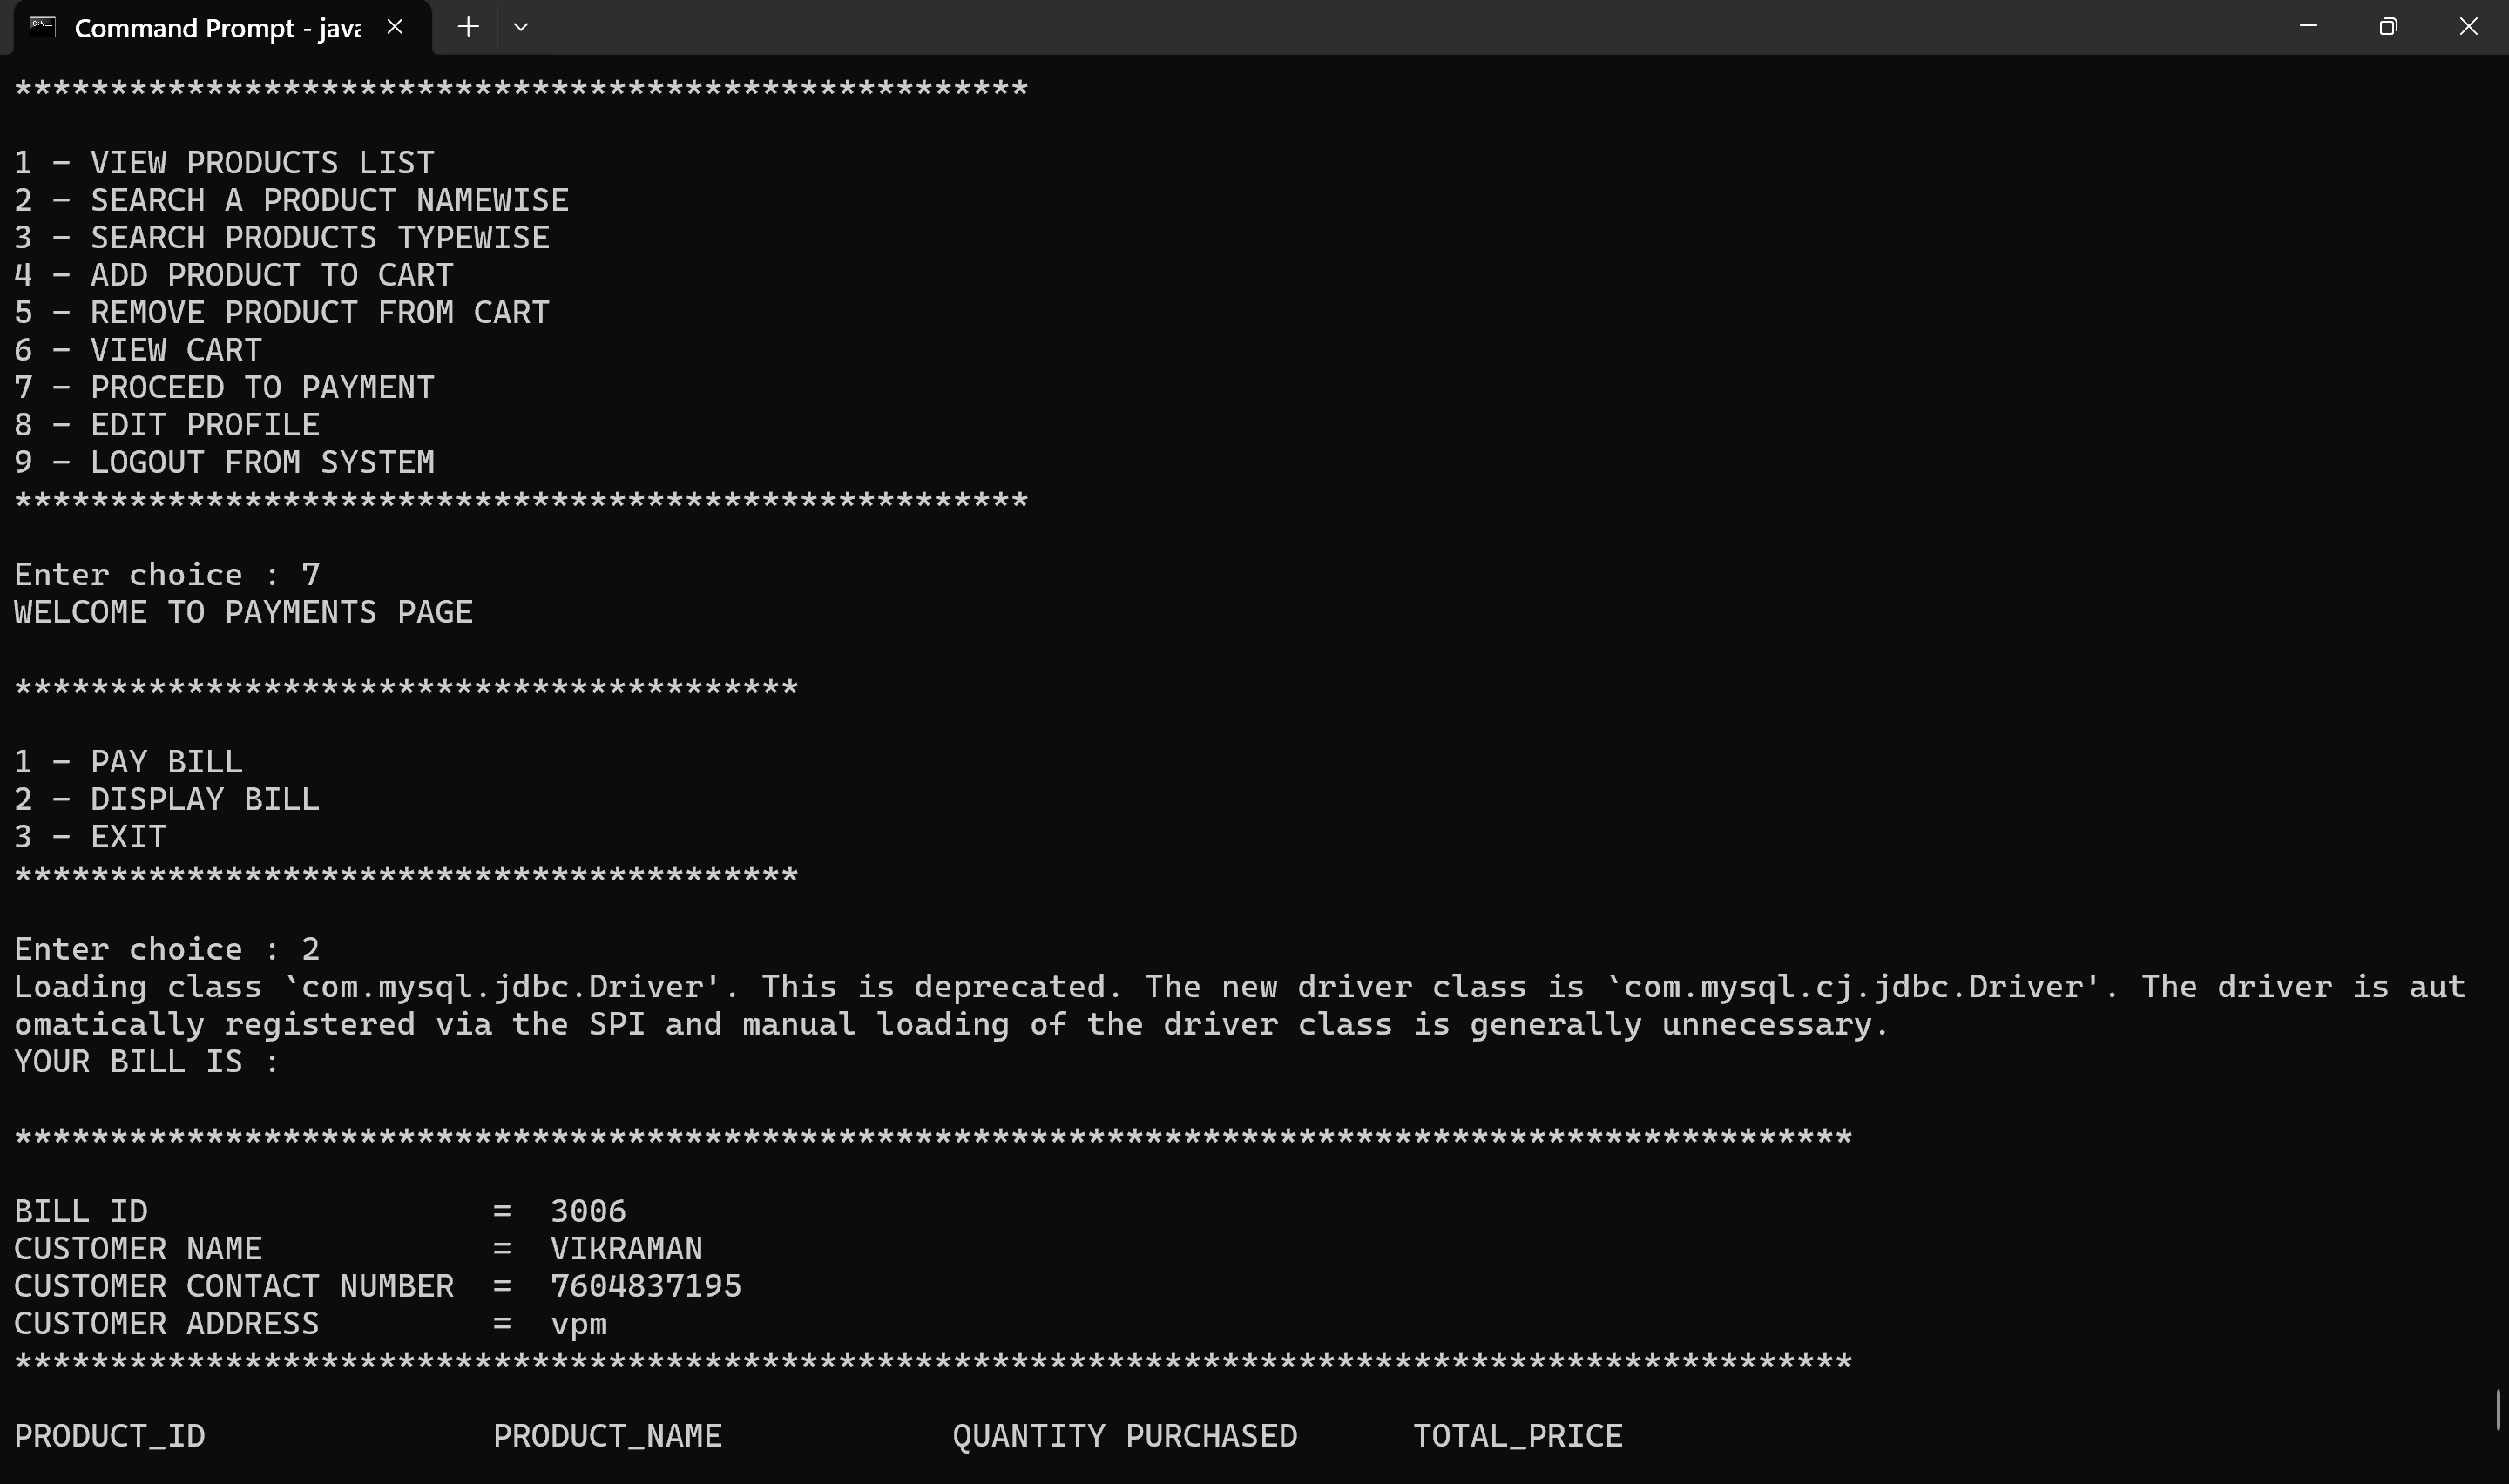 Command Prompt - java
*****************************************************
1 - VIEW PRODUCTS LIST
2 - SEARCH A PRODUCT NAMEWISE
3 - SEARCH PRODUCTS TYPEWISE
4 - ADD PRODUCT TO CART
5 - REMOVE PRODUCT FROM CART
6 - VIEW CART
7 - PROCEED TO PAYMENT
8 - EDIT PROFILE
9 - LOGOUT FROM SYSTEM
*****************************************************
Enter choice : 7
WELCOME TO PAYMENTS PAGE
*****************************************
1 - PAY BILL
2 - DISPLAY BILL
3 - EXIT
*****************************************
Enter choice : 2
Loading class `com.mysql.jdbc.Driver'. This is deprecated. The new driver class is `com.mysql.cj.jdbc.Driver'. The driver is aut
omatically registered via the SPI and manual loading of the driver class is generally unnecessary.
YOUR BILL IS :
************************************************************************************************
BILL ID                  =  3006
CUSTOMER NAME            =  VIKRAMAN
CUSTOMER CONTACT NUMBER  =  7604837195
CUSTOMER ADDRESS         =  vpm
************************************************************************************************
PRODUCT_ID               PRODUCT_NAME            QUANTITY PURCHASED      TOTAL_PRICE